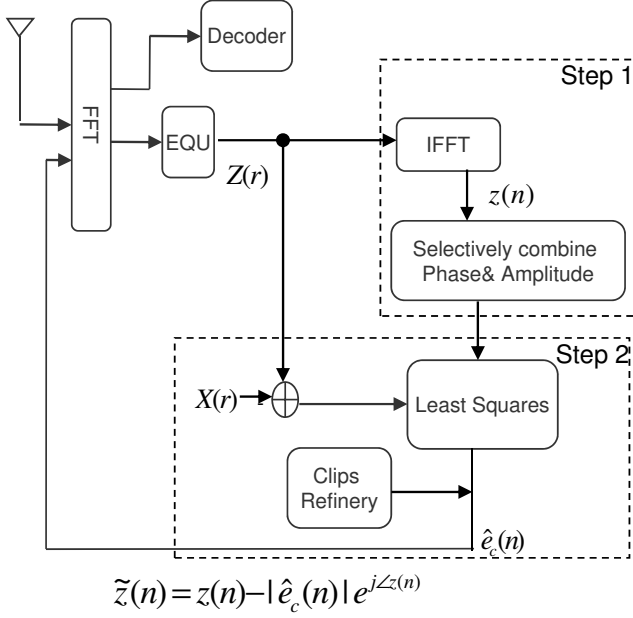 Decoder
Step 1
FFT
EQU
IFFT
Z(r)
z(n)
Selectively combine
Phase& Amplitude
Step 2
X(r)
-
Least Squares
Clips
Refinery
ê_c(n)
z̃(n) = z(n)−| ê_c(n)| e^{j∠z(n)}